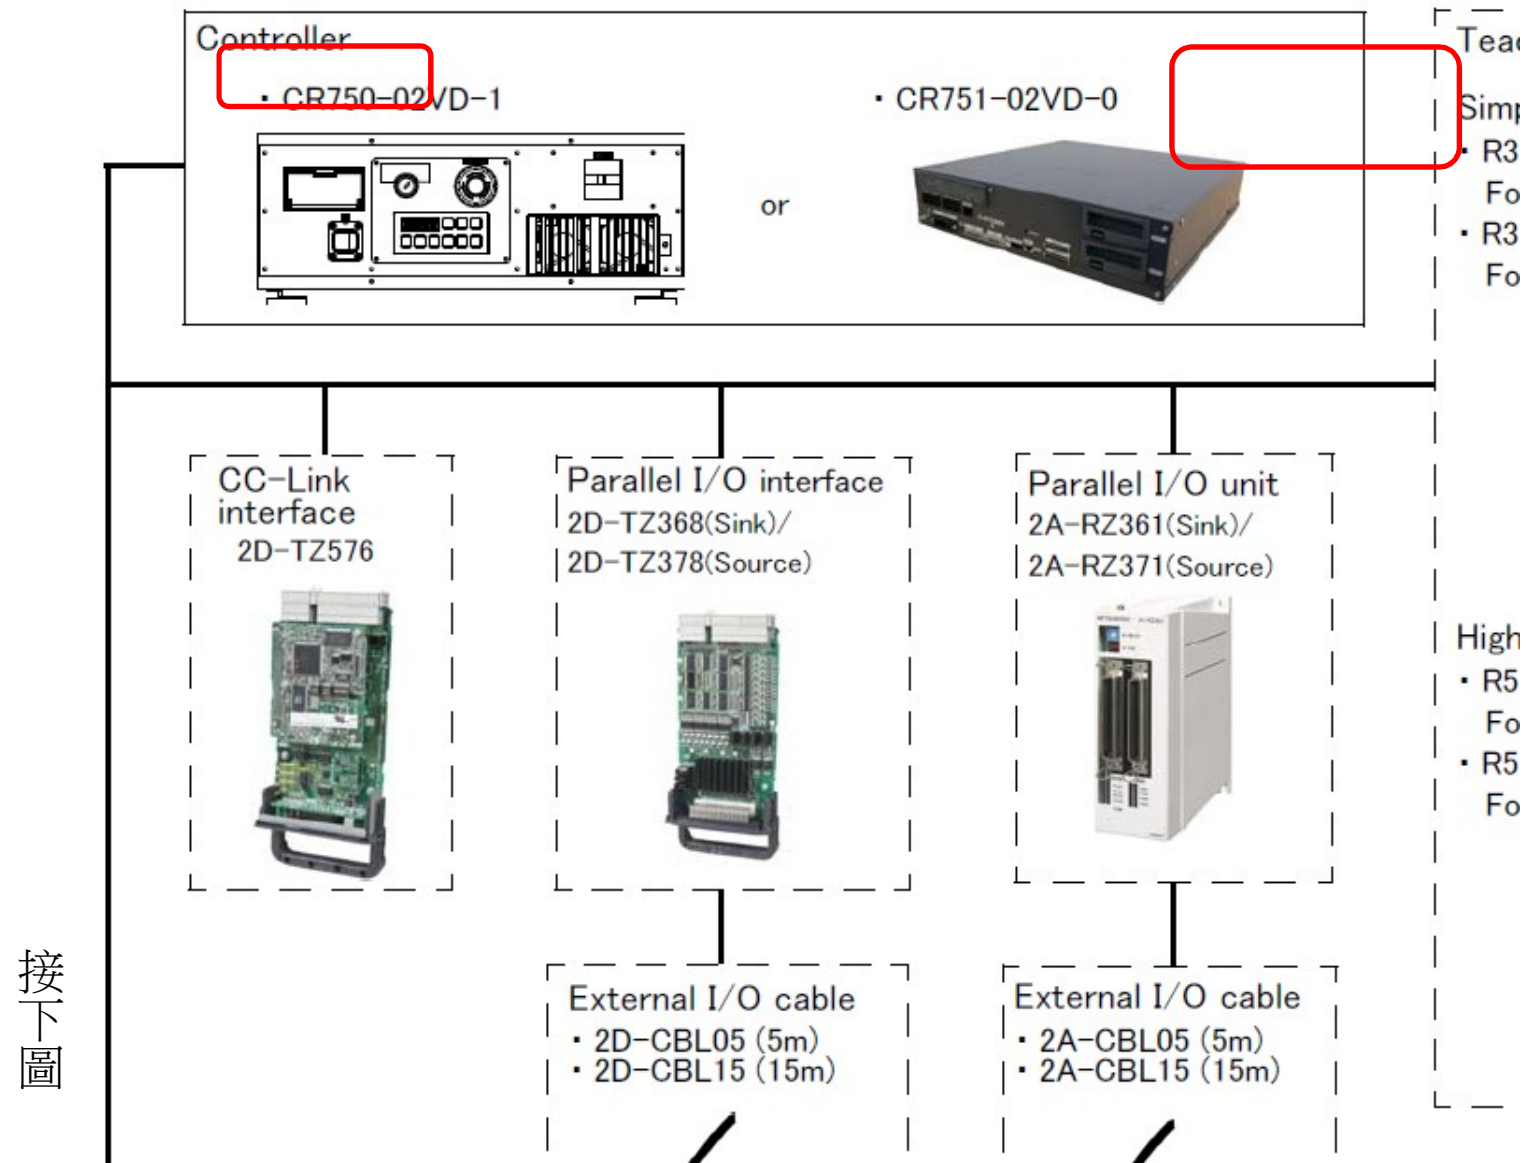 Controller
・CR750-02VD-1
・CR751-02VD-0
or
CC-Link
interface
2D-TZ576
Parallel I/O interface
2D-TZ368(Sink)/
2D-TZ378(Source)
Parallel I/O unit
2A-RZ361(Sink)/
2A-RZ371(Source)
External I/O cable
・2D-CBL05 (5m)
・2D-CBL15 (15m)
External I/O cable
・2A-CBL05 (5m)
・2A-CBL15 (15m)
接下圖
Teac
Simp
・R3
Fo
・R3
Fo
High
・R5
Fo
・R5
Fo